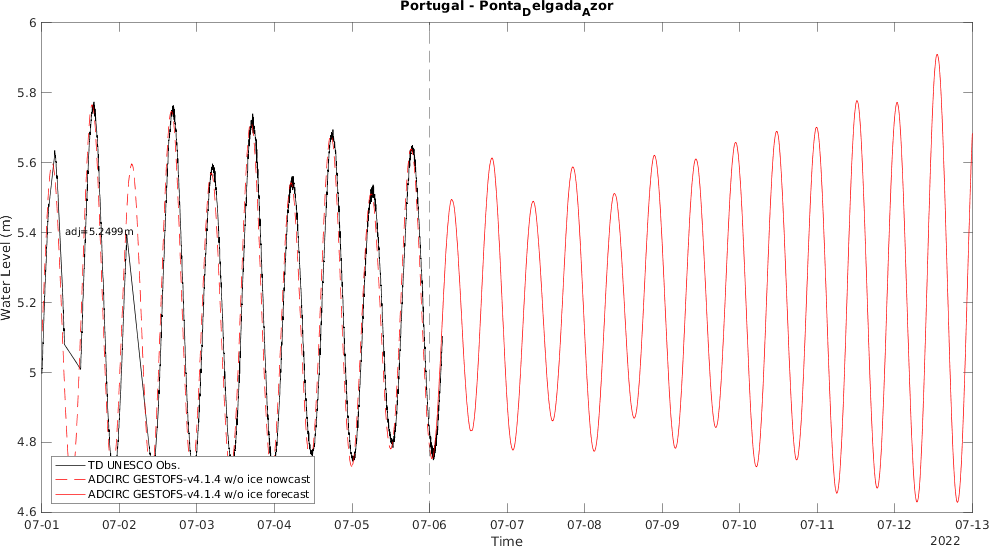 Portugal - PontaDelgadaAzor
6
5.8
5.6
5.4
5.2
5
4.8
4.6
Water Level (m)
adj=5.2499m
TD UNESCO Obs.
ADCIRC GESTOFS-v4.1.4 w/o ice nowcast
ADCIRC GESTOFS-v4.1.4 w/o ice forecast
07-01 07-02 07-03 07-04 07-05 07-06 07-07 07-08 07-09 07-10 07-11 07-12 07-13
Time
2022